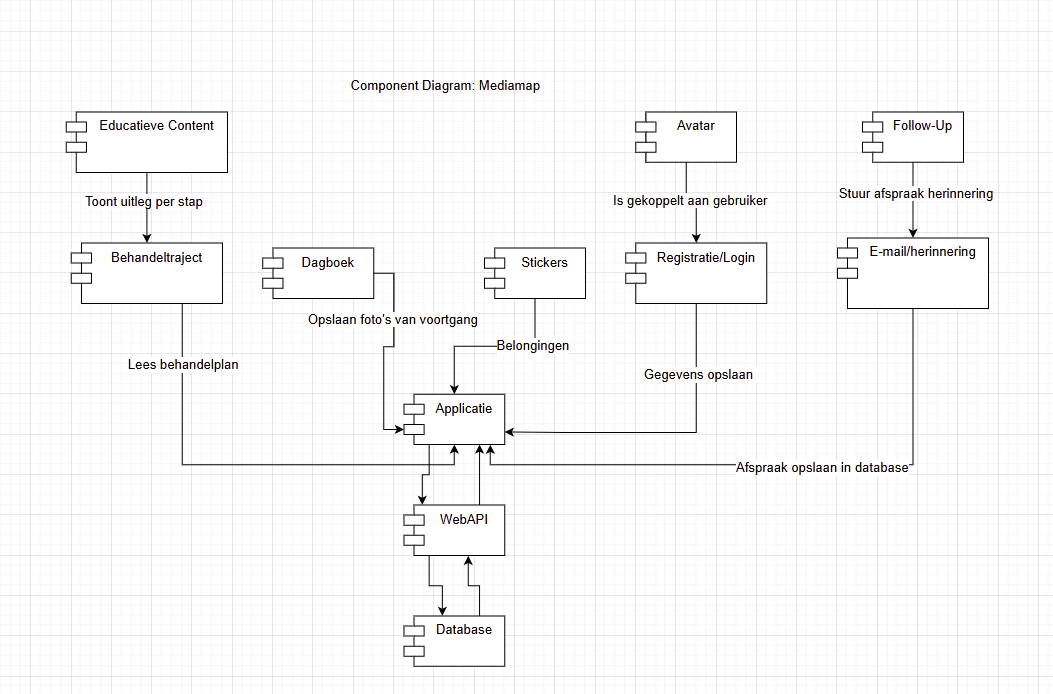 Component Diagram: Mediamap
Educatieve Content
Avatar
Follow-Up
Toont uitleg per stap
Is gekoppelt aan gebruiker
Stuur afspraak herinnering
Behandeltraject
Dagboek
Stickers
Registratie/Login
E-mail/herinnering
Opslaan foto's van voortgang
Belongingen
Lees behandelplan
Gegevens opslaan
Applicatie
Afspraak opslaan in database
WebAPI
Database